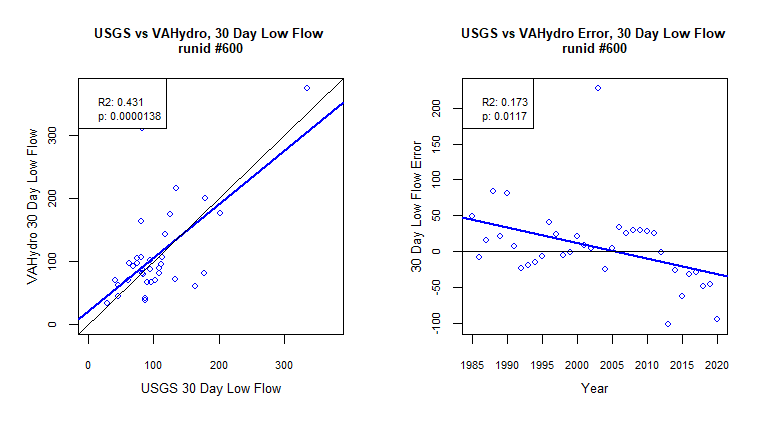 USGS vs VAHydro, 30 Day Low Flow
runid #600
R2: 0.431
p: 0.0000138
VAHydro 30 Day Low Flow
300
200
100
0
0 100 200 300
USGS 30 Day Low Flow
USGS vs VAHydro Error, 30 Day Low Flow
runid #600
R2: 0.173
p: 0.0117
30 Day Low Flow Error
200
150
100
50
0
-50
-100
1985 1990 1995 2000 2005 2010 2015 2020
Year